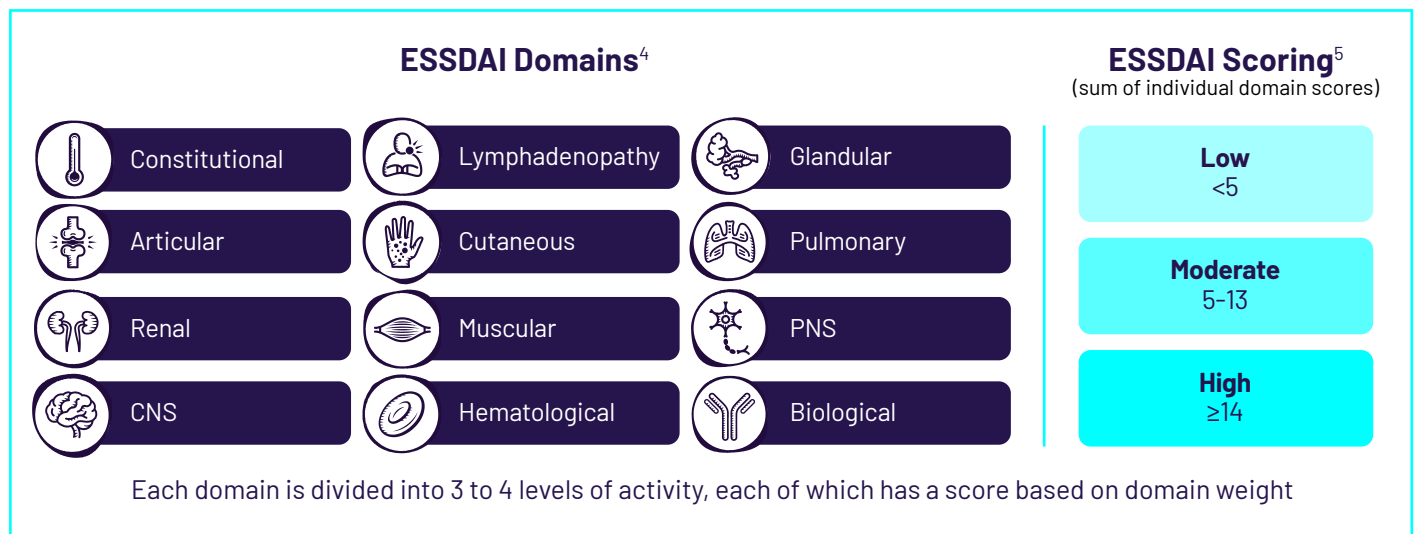 ESSDAI Domains4
Constitutional
Lymphadenopathy
Glandular
Articular
Cutaneous
Pulmonary
Renal
Muscular
PNS
CNS
Hematological
Biological
Each domain is divided into 3 to 4 levels of activity, each of which has a score based on domain weight
ESSDAI Scoring5
(sum of individual domain scores)
Low
<5
Moderate
5-13
High
≥14